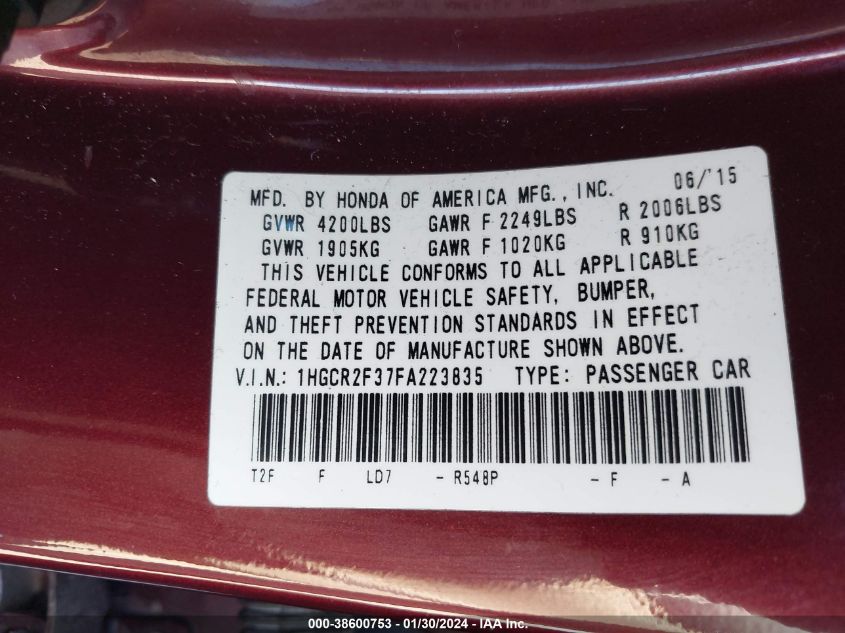 MFD. BY HONDA OF AMERICA MFG., INC. 06/'15
GVWR 4200LBS GAWR F 2249LBS R 2006LBS
GVWR 1905KG GAWR F 1020KG R 910KG
THIS VEHICLE CONFORMS TO ALL APPLICABLE
FEDERAL MOTOR VEHICLE SAFETY, BUMPER,
AND THEFT PREVENTION STANDARDS IN EFFECT
ON THE DATE OF MANUFACTURE SHOWN ABOVE.
V.I.N.: 1HGCR2F37FA223835 TYPE: PASSENGER CAR
T2F F LD7 - R548P - F - A
000-38600753 - 01/30/2024 - IAA Inc.